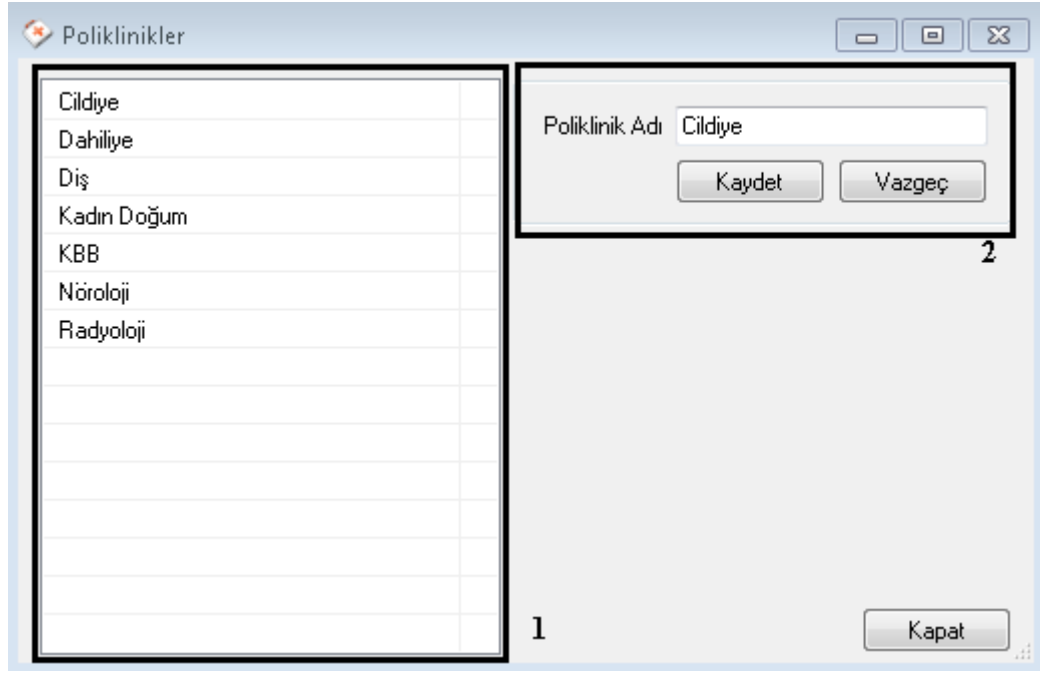 Poliklinikler
Cildiye
Dahiliye
Diş
Kadın Doğum
KBB
Nöroloji
Radyoloji
Poliklinik Adı Cildiye
Kaydet Vazgeç
2
1
Kapat